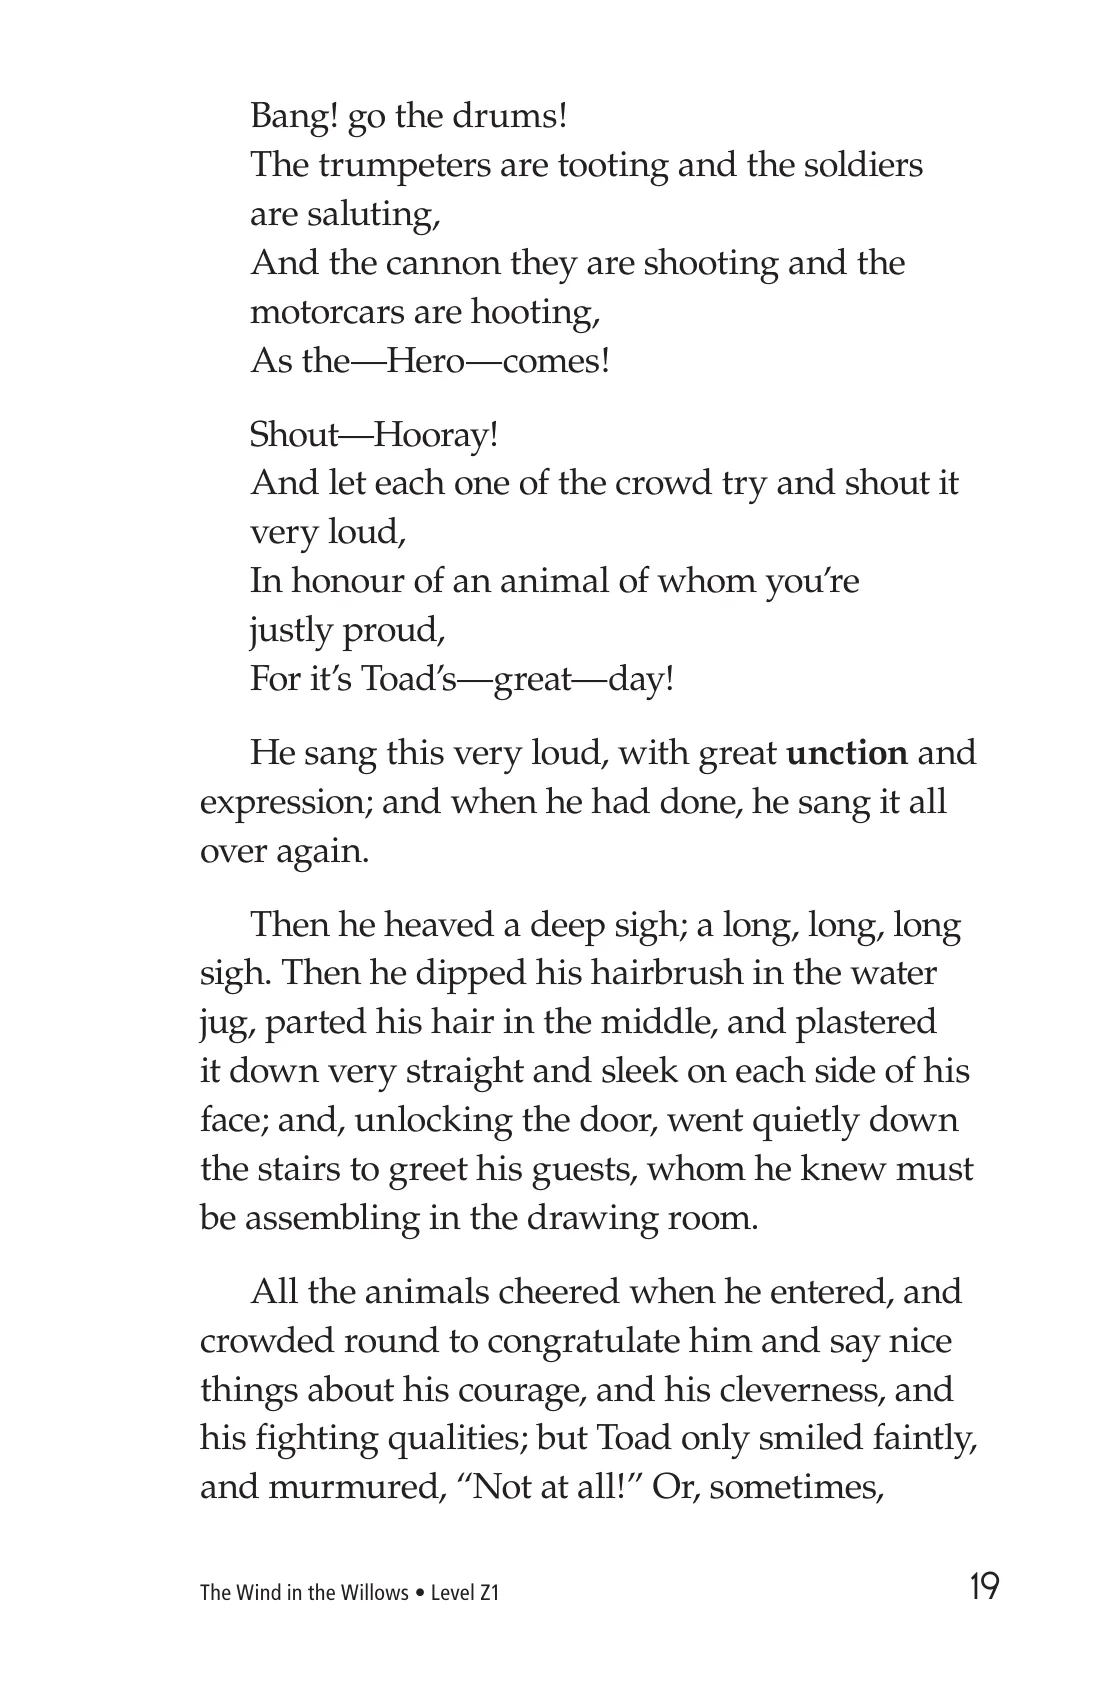 Bang! go the drums!
The trumpeters are tooting and the soldiers
are saluting,
And the cannon they are shooting and the
motorcars are hooting,
As the—Hero—comes!
Shout—Hooray!
And let each one of the crowd try and shout it
very loud,
In honour of an animal of whom you’re
justly proud,
For it’s Toad’s—great—day!
He sang this very loud, with great unction and
expression; and when he had done, he sang it all
over again.
Then he heaved a deep sigh; a long, long, long
sigh. Then he dipped his hairbrush in the water
jug, parted his hair in the middle, and plastered
it down very straight and sleek on each side of his
face; and, unlocking the door, went quietly down
the stairs to greet his guests, whom he knew must
be assembling in the drawing room.
All the animals cheered when he entered, and
crowded round to congratulate him and say nice
things about his courage, and his cleverness, and
his fighting qualities; but Toad only smiled faintly,
and murmured, “Not at all!” Or, sometimes,
The Wind in the Willows • Level Z1
19